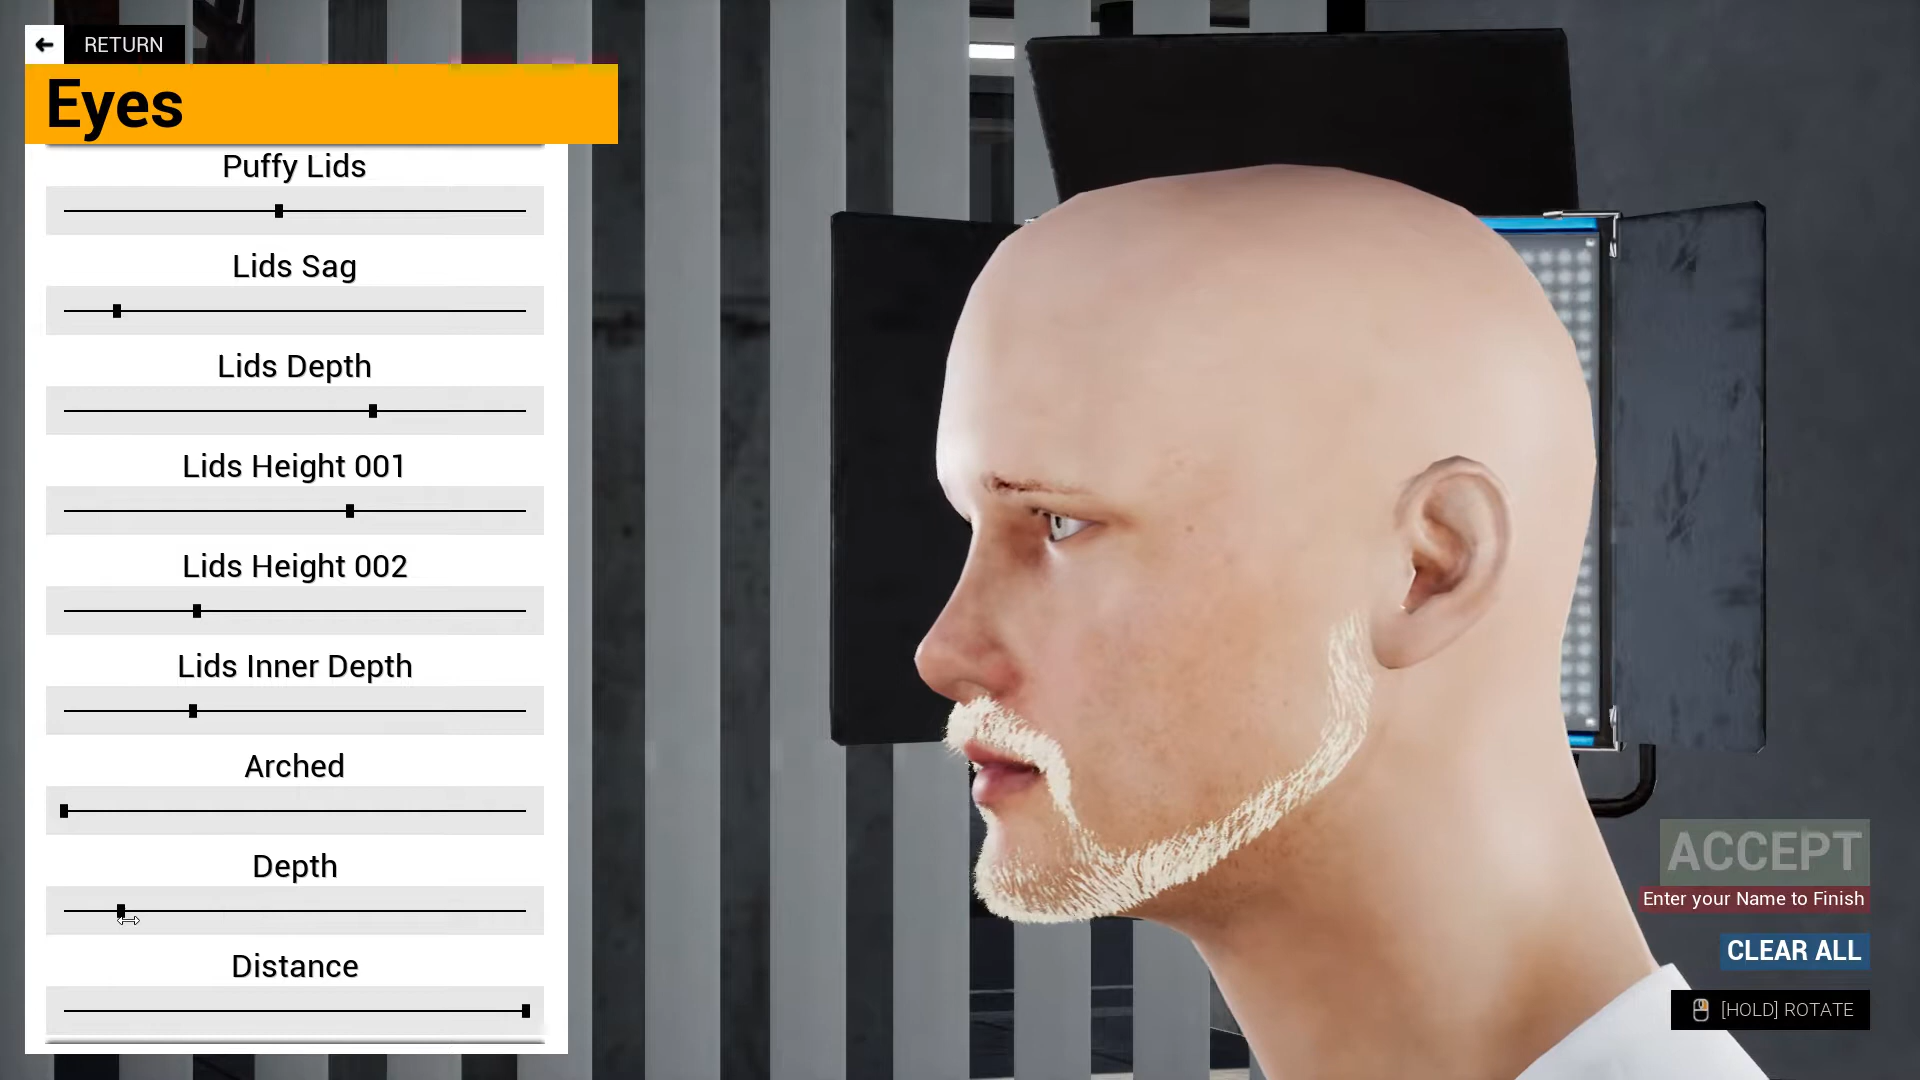 RETURN
Eyes
Puffy Lids
Lids Sag
Lids Depth
Lids Height 001
Lids Height 002
Lids Inner Depth
Arched
Depth
Distance
ACCEPT
Enter your Name to Finish
CLEAR ALL
[HOLD] ROTATE